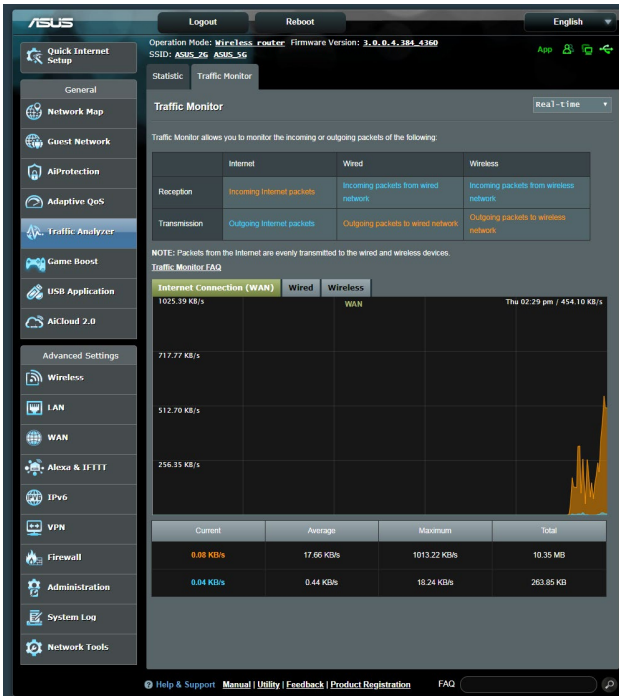 ASUS
Logout
Reboot
English
Quick Internet
Setup
Operation Mode: Wireless router Firmware Version: 3.0.0.4.384_4360
SSID: ASUS_2G ASUS_5G
App
Statistic
Traffic Monitor
General
Network Map
Guest Network
AiProtection
Adaptive QoS
Traffic Analyzer
Game Boost
USB Application
AiCloud 2.0
Advanced Settings
Wireless
LAN
WAN
Alexa & IFTTT
IPv6
VPN
Firewall
Administration
System Log
Network Tools
Traffic Monitor
Real-time
Traffic Monitor allows you to monitor the incoming or outgoing packets of the following:
Internet
Wired
Wireless
Reception
Incoming Internet packets
Incoming packets from wired
network
Incoming packets from wireless
network
Transmission
Outgoing Internet packets
Outgoing packets to wired network
Outgoing packets to wireless
network
NOTE: Packets from the Internet are evenly transmitted to the wired and wireless devices.
Traffic Monitor FAQ
Internet Connection (WAN)
Wired
Wireless
1025.39 KB/s
WAN
Thu 02:29 pm / 454.10 KB/s
717.77 KB/s
512.70 KB/s
256.35 KB/s
Current
Average
Maximum
Total
0.08 KB/s
17.66 KB/s
1013.22 KB/s
10.35 MB
0.04 KB/s
0.44 KB/s
18.24 KB/s
263.85 KB
Help & Support
Manual | Utility | Feedback | Product Registration
FAQ